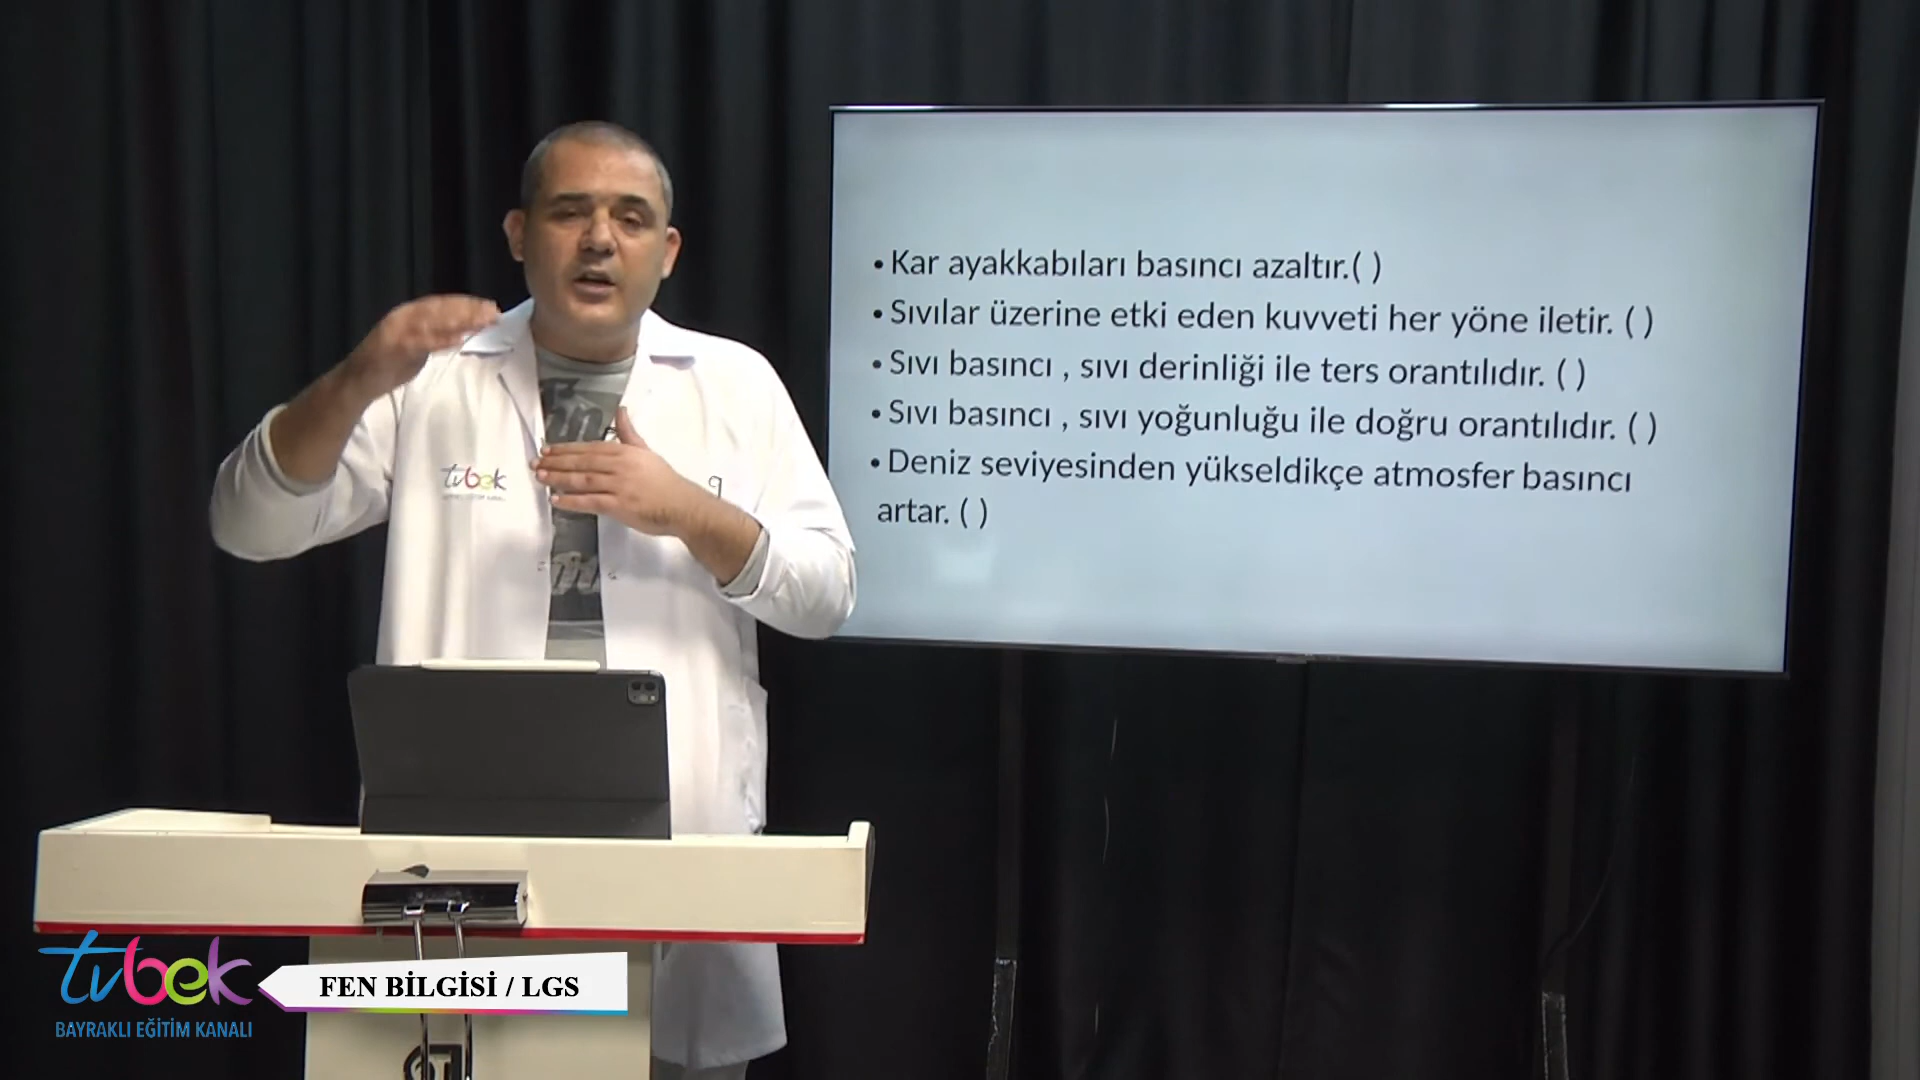 • Kar ayakkabıları basıncı azaltır.( )
• Sıvılar üzerine etki eden kuvveti her yöne iletir. ( )
• Sıvı basıncı , sıvı derinliği ile ters orantılıdır. ( )
• Sıvı basıncı , sıvı yoğunluğu ile doğru orantılıdır. ( )
• Deniz seviyesinden yükseldikçe atmosfer basıncı
artar. ( )
tvbek
tvbek
FEN BİLGİSİ / LGS
BAYRAKLI EĞİTİM KANALI